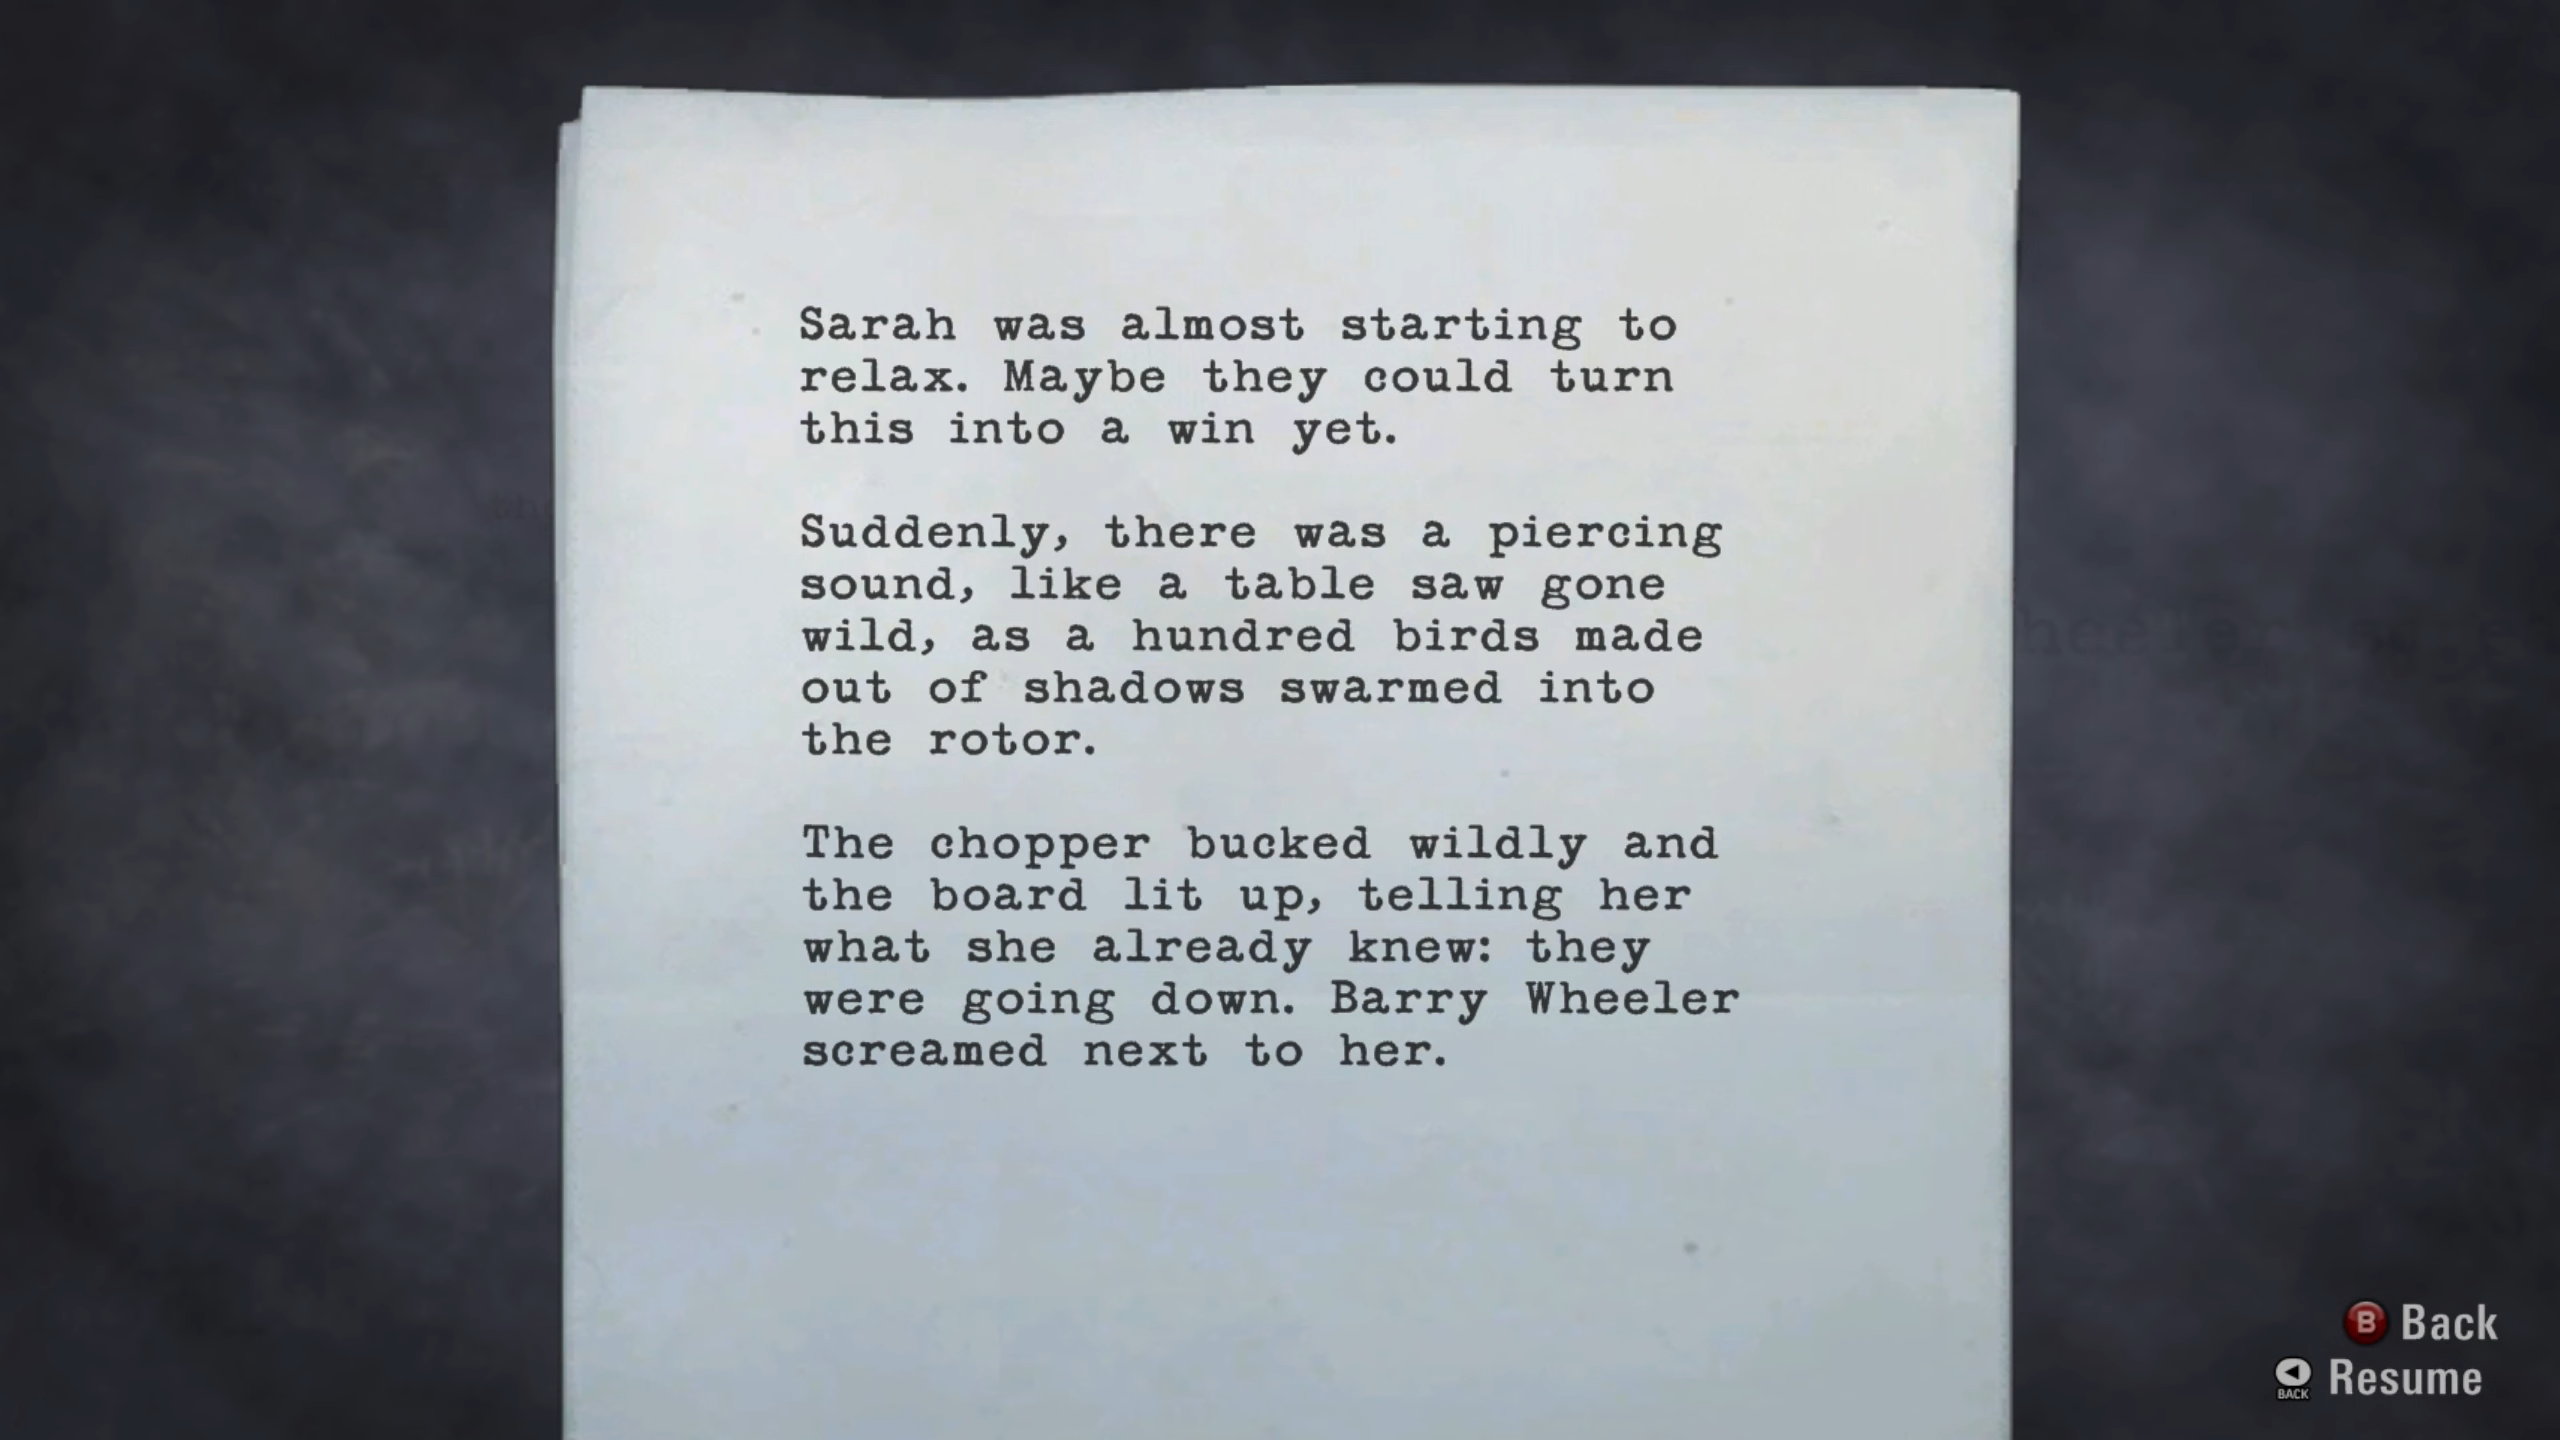 Sarah was almost starting to
relax. Maybe they could turn
this into a win yet.
Suddenly, there was a piercing
sound, like a table saw gone
wild, as a hundred birds made
out of shadows swarmed into
the rotor.
The chopper bucked wildly and
the board lit up, telling her
what she already knew: they
were going down. Barry Wheeler
screamed next to her.
B Back
BACK Resume